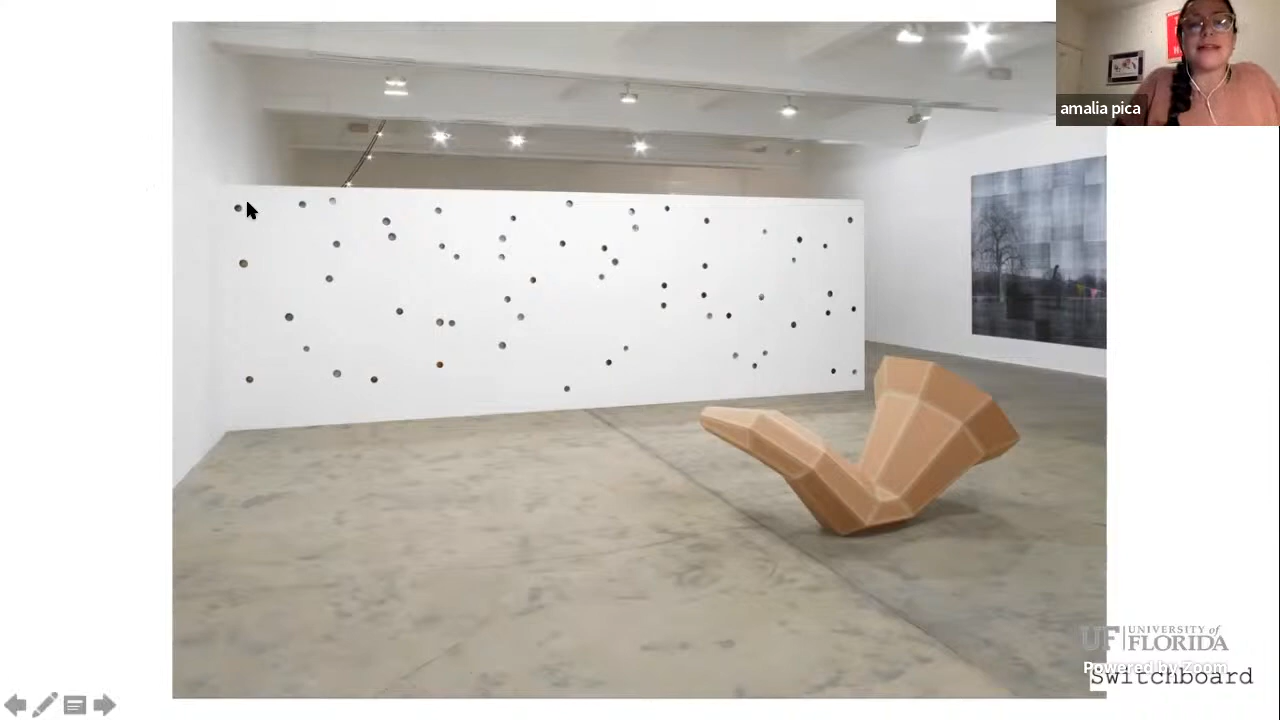 amalia pica
UF UNIVERSITY of
FLORIDA
Powered by Zoom
Switchboard